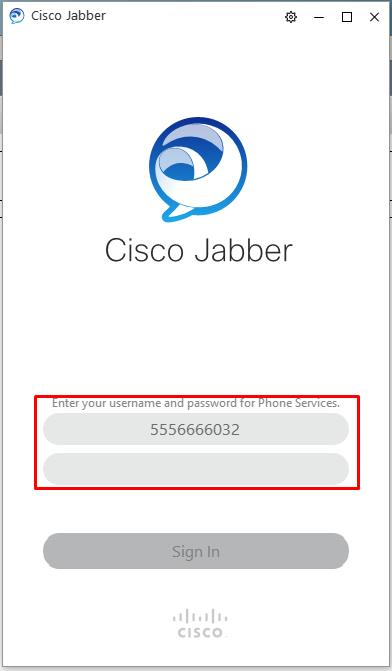 Cisco Jabber
Cisco Jabber
Enter your username and password for Phone Services.
5556666032
Sign In
CISCO